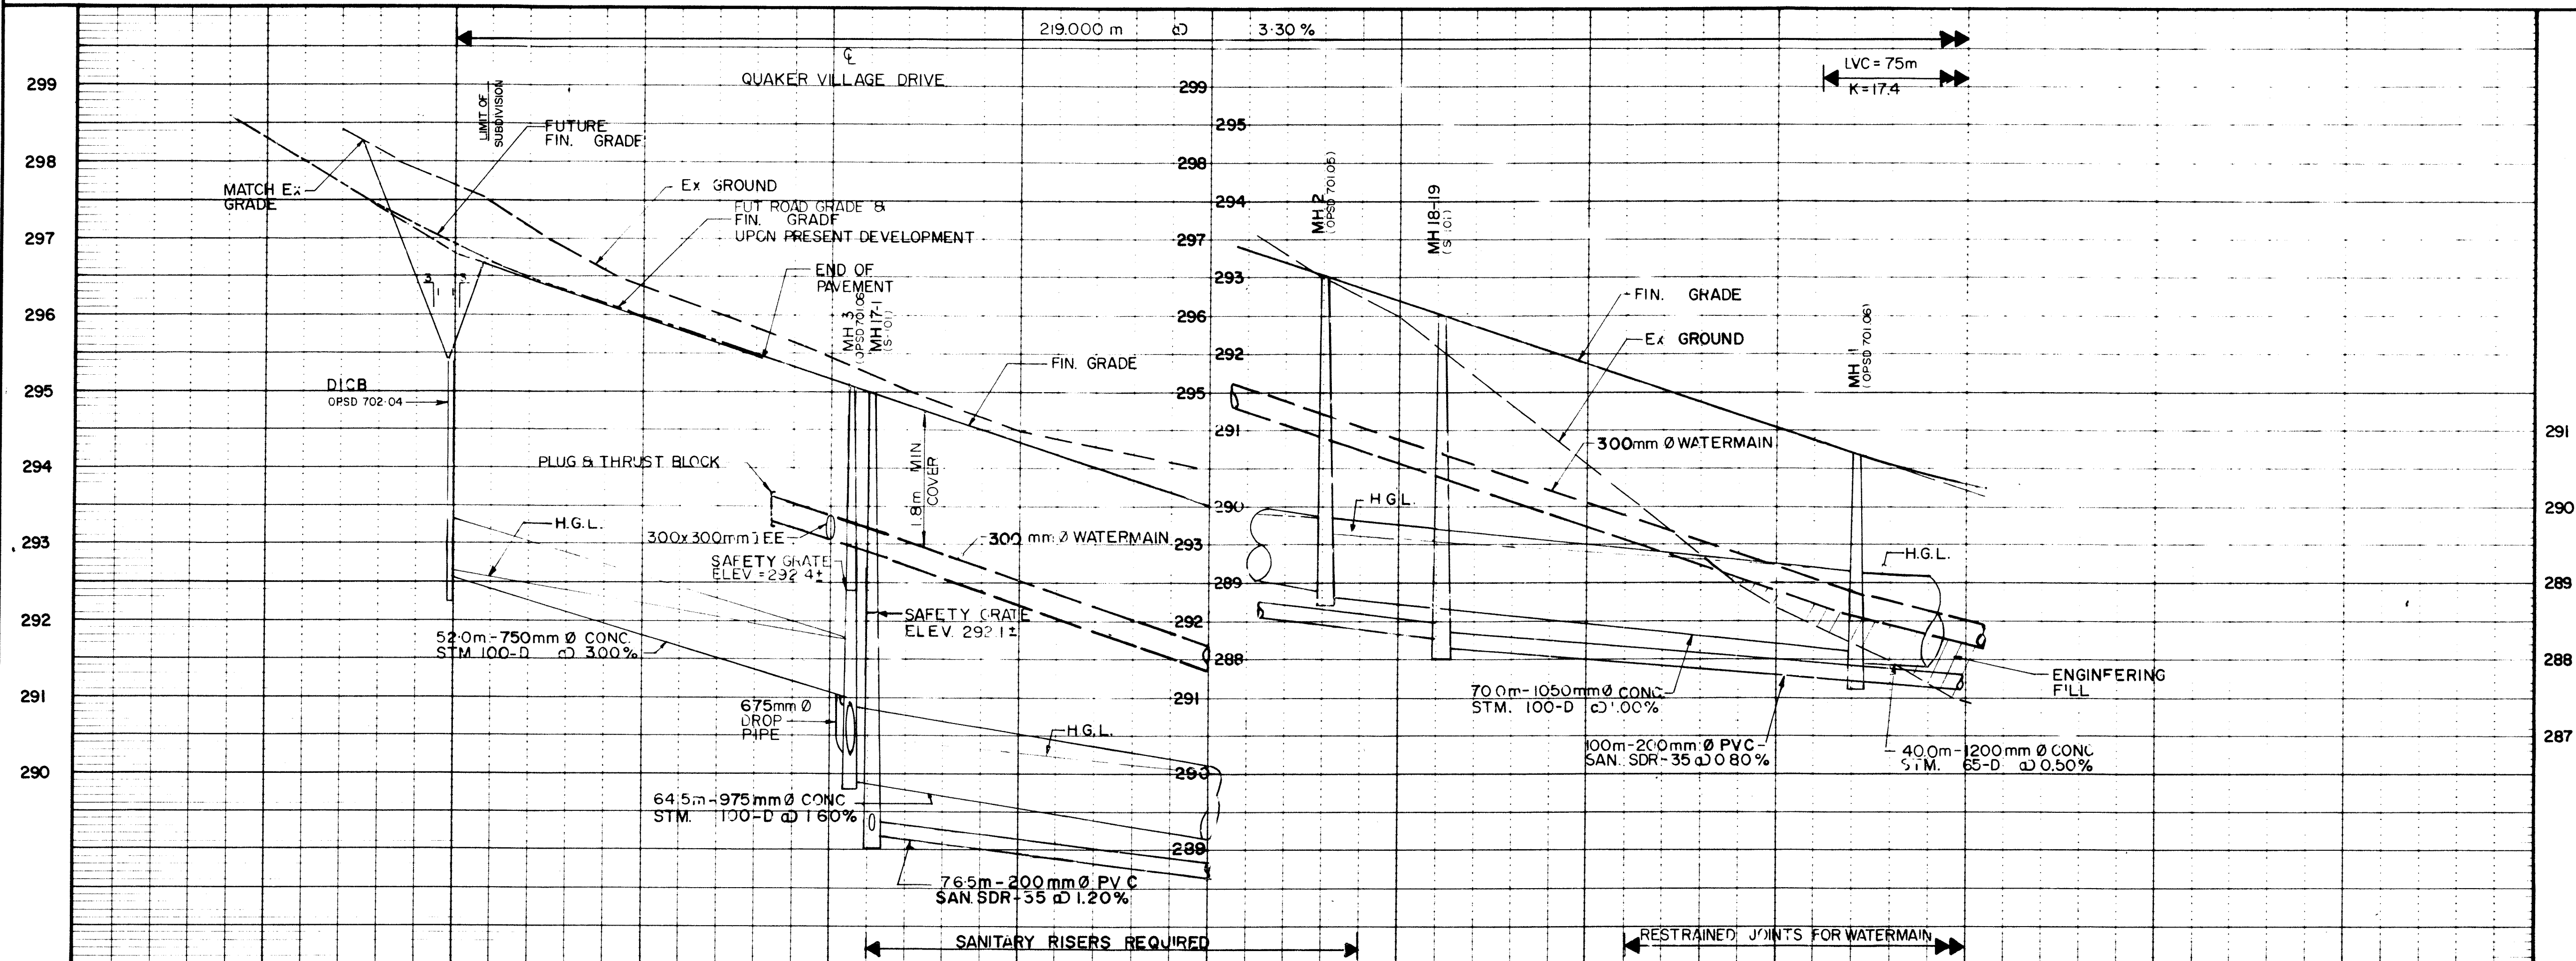 219.000 m @ 3.30 %
℄
QUAKER VILLAGE DRIVE
LVC = 75m
K = 17.4
299
298
297
296
295
294
293
292
291
290
LIMIT OF
SUBDIVISION
FUTURE
FIN. GRADE
MATCH EX
GRADE
EX GROUND
FUT ROAD GRADE &
FIN. GRADE
UPON PRESENT DEVELOPMENT
END OF
PAVEMENT
3
3
1
1
MH 3
(OPSD 701.06)
MH 17-1
(S-101)
DICB
OPSD 702.04
FIN. GRADE
1.8m MIN
COVER
PLUG & THRUST BLOCK
H.G.L.
300x300mm TEE
SAFETY GRATE
ELEV = 292.4±
300 mm Ø WATERMAIN
SAFETY GRATE
ELEV. 292.1±
52.0m-750mm Ø CONC.
STM 100-D @ 3.00%
675mm Ø
DROP
PIPE
H.G.L.
64.5m-975mm Ø CONC
STM. 100-D @ 1.60%
76.5m-200mm Ø PVC
SAN. SDR-35 @ 1.20%
SANITARY RISERS REQUIRED
299
295
298
294
297
293
296
292
295
291
290
293
289
292
288
291
290
289
MH 2
(OPSD 701.05)
MH 18-19
(S-101)
FIN. GRADE
EX GROUND
MH 1
(OPSD 701.06)
300mm Ø WATERMAIN
H.G.L.
H.G.L.
70.0m-1050mm Ø CONC
STM. 100-D @ 1.00%
100m-200mm Ø PVC
SAN. SDR-35 @ 0.80%
40.0m-1200mm Ø CONC
STM. 65-D @ 0.50%
ENGINEERING
FILL
RESTRAINED JOINTS FOR WATERMAIN
291
290
289
288
287